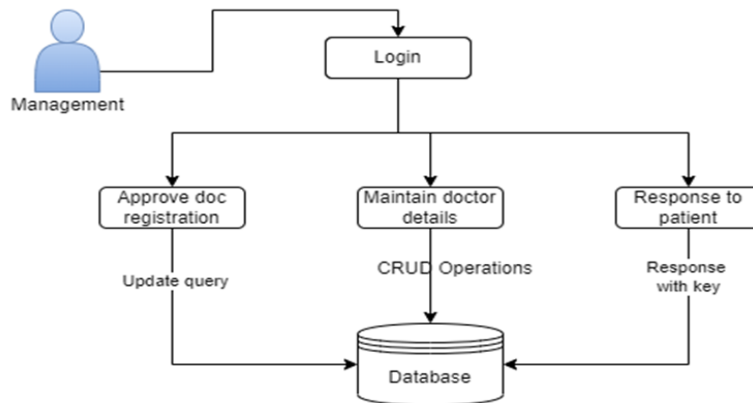 Login
Management
Approve doc
registration
Maintain doctor
details
Response to
patient
Update query
CRUD Operations
Response
with key
Database